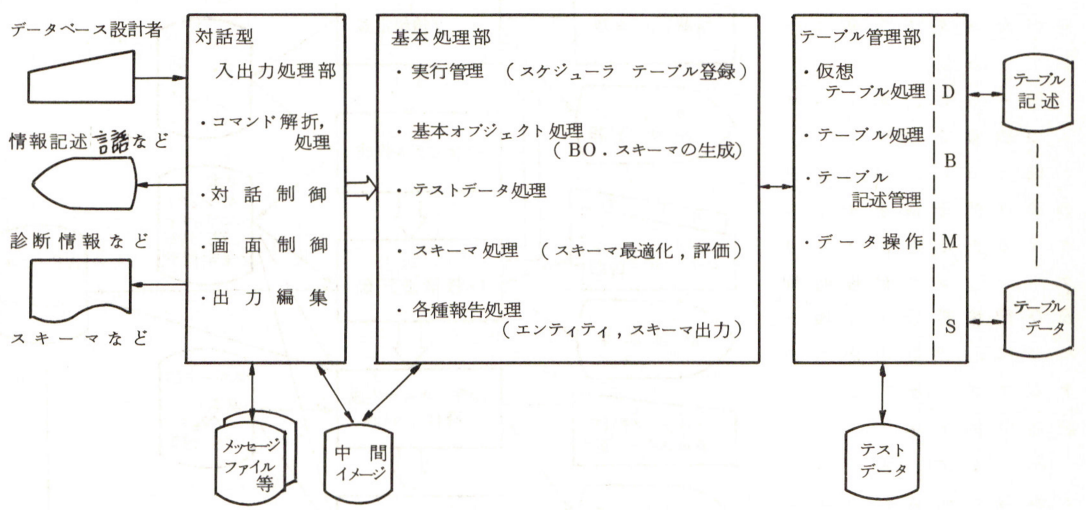 データベース設計者
情報記述言語など
診断情報など
スキーマなど
対話型
入出力処理部
・コマンド解折,
処理
・対話制御
・画面制御
・出力編集
基本処理部
・実行管理 (スケジューラ テーブル登録)
・基本オブジェクト処理
(BO.スキーマの生成)
・テストデータ処理
・スキーマ処理 (スキーマ最適化,評価)
・各種報告処理
(エンティティ,スキーマ出力)
テーブル管理部
・仮想
テーブル処理
・テーブル処理
・テーブル
記述管理
・データ操作
D
B
M
S
テーブル
記述
テーブル
データ
メッセージ
ファイル
等
中間
イメージ
テスト
データ